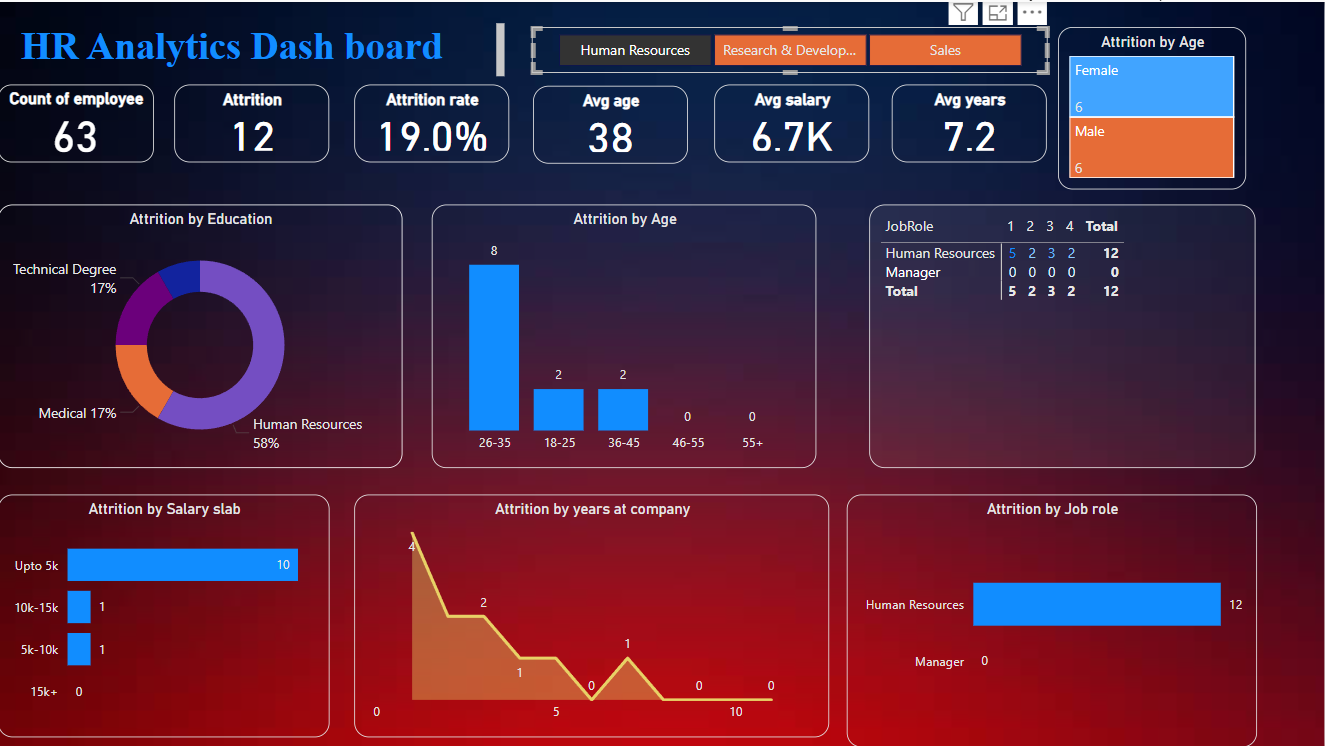 HR Analytics Dash board
Human Resources
Research & Develop...
Sales
Attrition by Age
Female
6
Male
6
Count of employee
63
Attrition
12
Attrition rate
19.0%
Avg age
38
Avg salary
6.7K
Avg years
7.2
Attrition by Education
Technical Degree
17%
Medical 17%
Human Resources
58%
Attrition by Age
8
2
2
0
0
26-35
18-25
36-45
46-55
55+
JobRole 1 2 3 4 Total
Human Resources 5 2 3 2 12
Manager 0 0 0 0 0
Total 5 2 3 2 12
Attrition by Salary slab
Upto 5k 10
10k-15k 1
5k-10k 1
15k+ 0
Attrition by years at company
4
2
1
0
1
0
0
0
5
10
Attrition by Job role
Human Resources 12
Manager 0